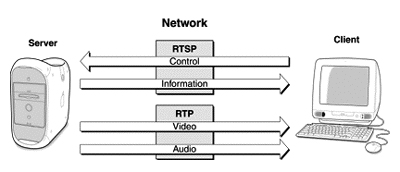 Network
Server
Client
RTSP
Control
Information
RTP
Video
Audio